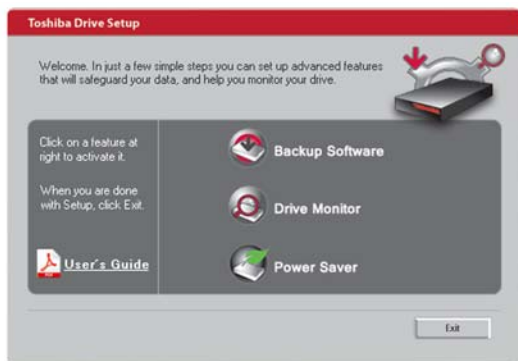 Toshiba Drive Setup
Welcome. In just a few simple steps you can set up advanced features
that will safeguard your data, and help you monitor your drive.
Click on a feature at
right to activate it.
When you are done
with Setup, click Exit.
User's Guide
Backup Software
Drive Monitor
Power Saver
Exit